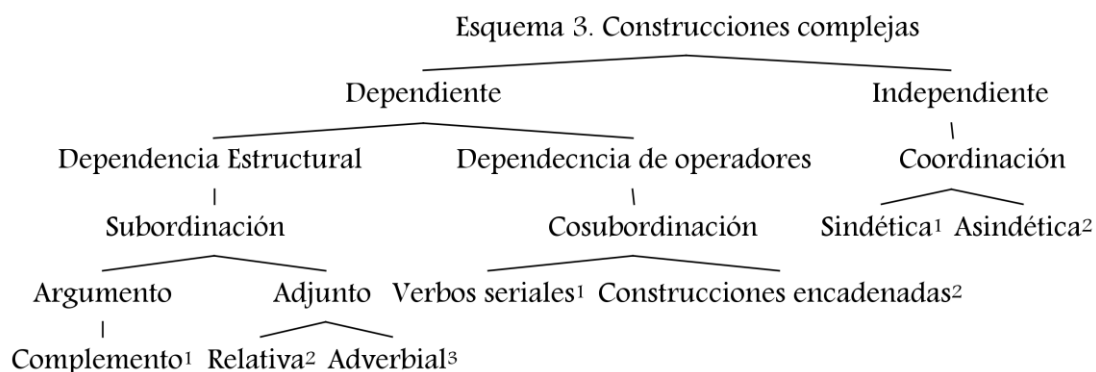 Esquema 3. Construcciones complejas
Dependiente Independiente
Dependencia Estructural Dependecncia de operadores Coordinación
Subordinación Cosubordinación Sindética1 Asindética2
Argumento Adjunto Verbos seriales1 Construcciones encadenadas2
Complemento1 Relativa2 Adverbial3